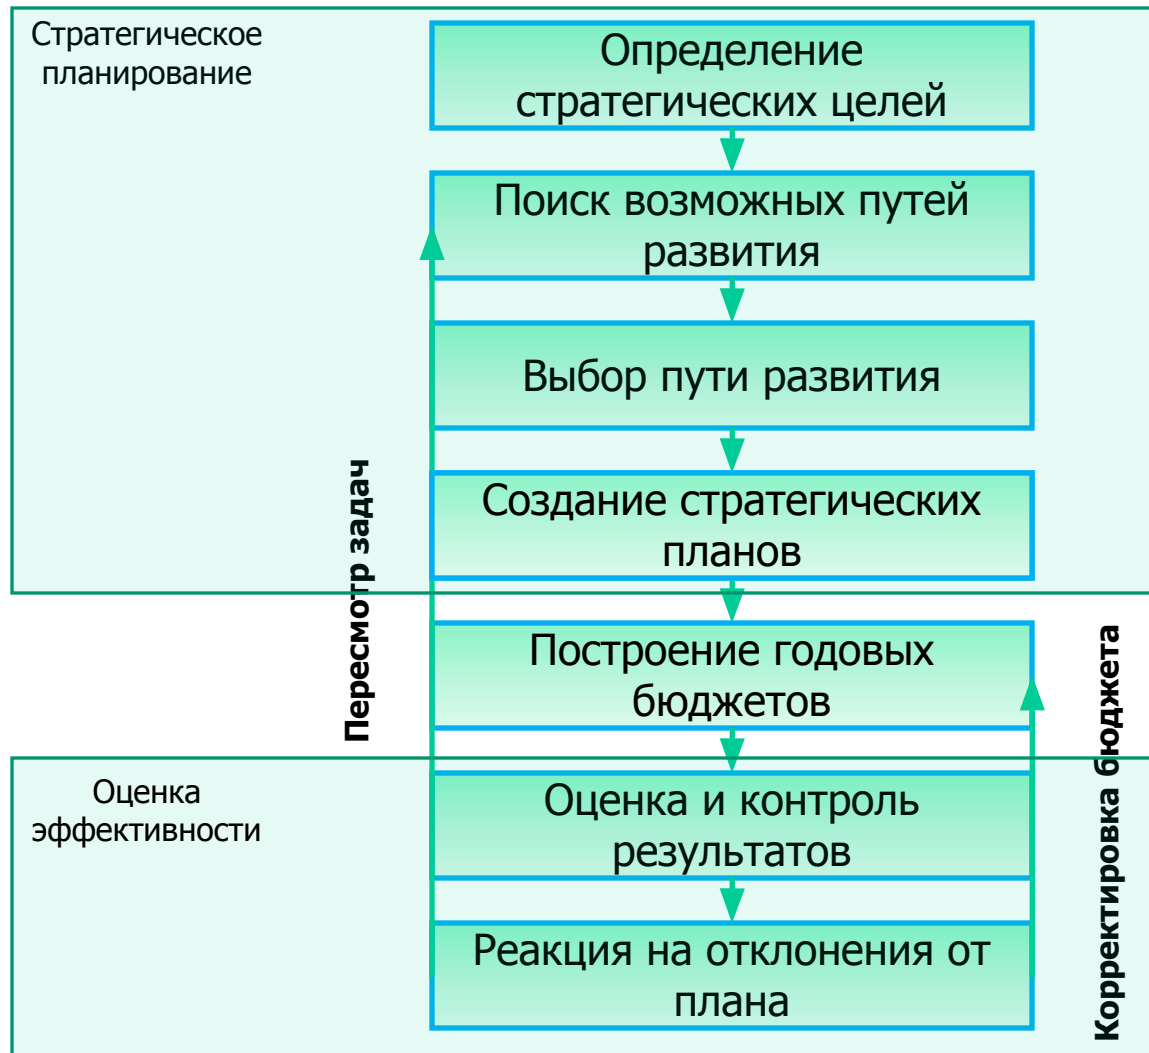 Стратегическое
планирование
Определение
стратегических целей
Поиск возможных путей
развития
Выбор пути развития
Создание стратегических
планов
Пересмотр задач
Построение годовых
бюджетов
Корректировка бюджета
Оценка
эффективности
Оценка и контроль
результатов
Реакция на отклонения от
плана